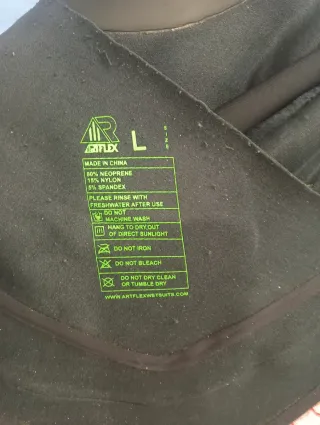 ARTFLEX
L
SIZE
MADE IN CHINA
80% NEOPRENE
15% NYLON
5% SPANDEX
PLEASE RINSE WITH
FRESHWATER AFTER USE
DO NOT
MACHINE WASH
HANG TO DRY, OUT
OF DIRECT SUNLIGHT
DO NOT IRON
DO NOT BLEACH
DO NOT DRY CLEAN
OR TUMBLE DRY
WWW.ARTFLEXWETSUITS.COM